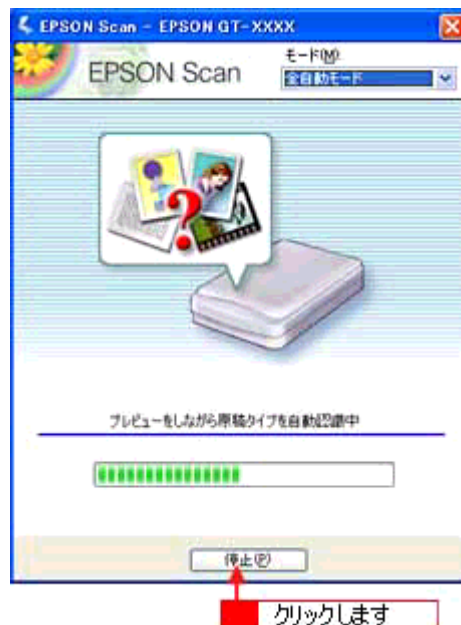 EPSON Scan - EPSON GT-XXXX
EPSON Scan
モード(M):
全自動モード
?
プレビューをしながら原稿タイプを自動認識中
停止(P)
クリックします